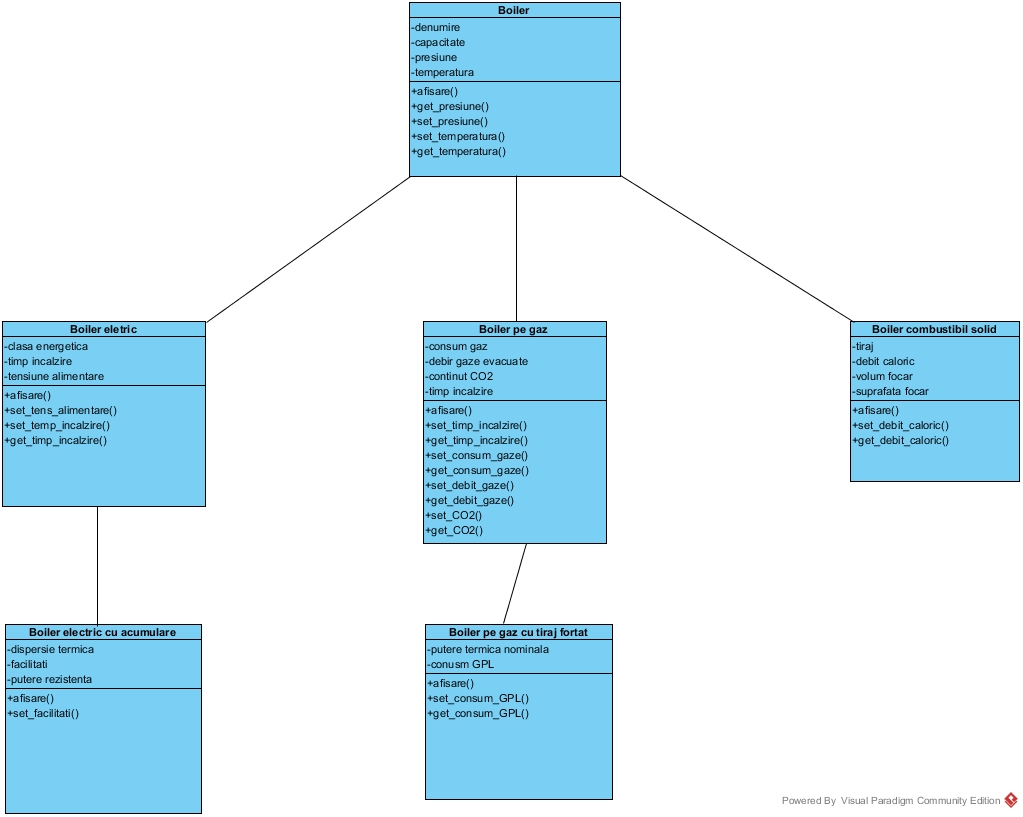 Boiler
-denumire
-capacitate
-presiune
-temperatura
+afisare()
+get_presiune()
+set_presiune()
+set_temperatura()
+get_temperatura()
Boiler eletric
-clasa energetica
-timp incalzire
-tensiune alimentare
+afisare()
+set_tens_alimentare()
+set_temp_incalzire()
+get_timp_incalzire()
Boiler pe gaz
-consum gaz
-debir gaze evacuate
-continut CO2
-timp incalzire
+afisare()
+set_timp_incalzire()
+get_timp_incalzire()
+set_consum_gaze()
+get_consum_gaze()
+set_debit_gaze()
+get_debit_gaze()
+set_CO2()
+get_CO2()
Boiler combustibil solid
-tiraj
-debit caloric
-volum focar
-suprafata focar
+afisare()
+set_debit_caloric()
+get_debit_caloric()
Boiler electric cu acumulare
-dispersie termica
-facilitati
-putere rezistenta
+afisare()
+set_facilitati()
Boiler pe gaz cu tiraj fortat
-putere termica nominala
-conusm GPL
+afisare()
+set_consum_GPL()
+get_consum_GPL()
Powered By Visual Paradigm Community Edition